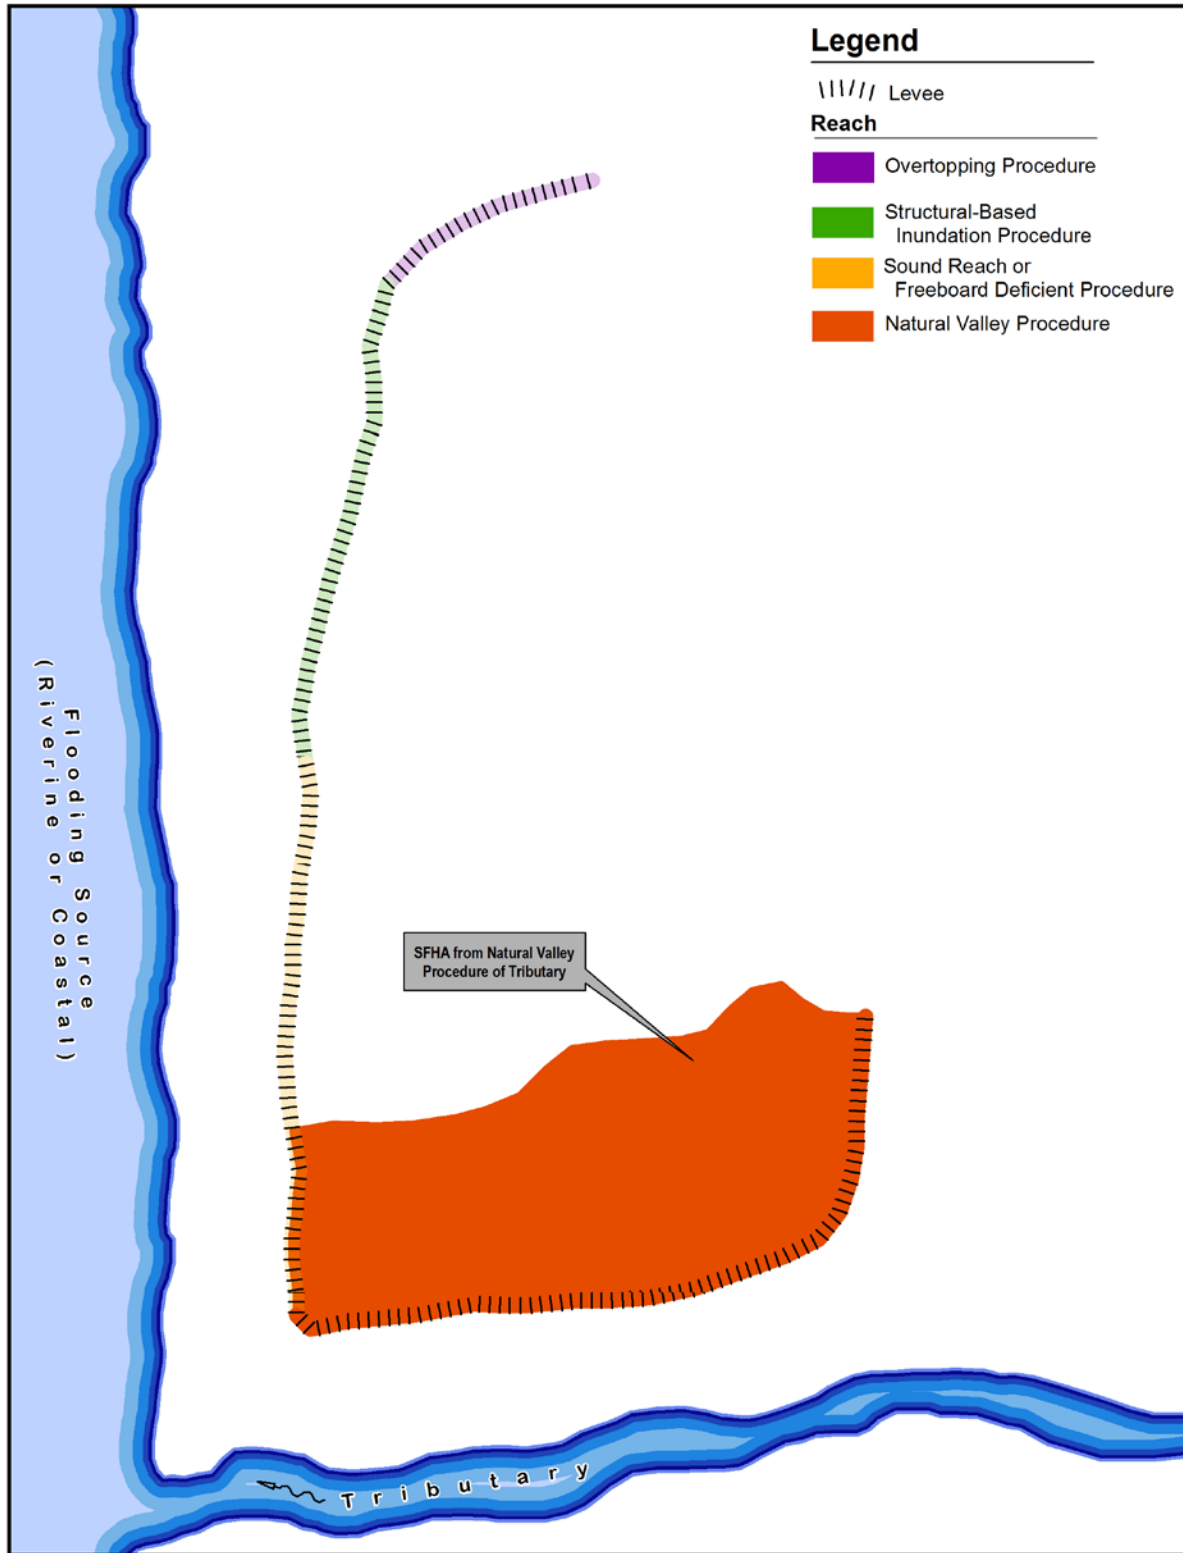 Legend
Levee
Reach
Overtopping Procedure
Structural-Based
Inundation Procedure
Sound Reach or
Freeboard Deficient Procedure
Natural Valley Procedure
Flooding Source
(Riverine or Coastal)
SFHA from Natural Valley
Procedure of Tributary
Tributary